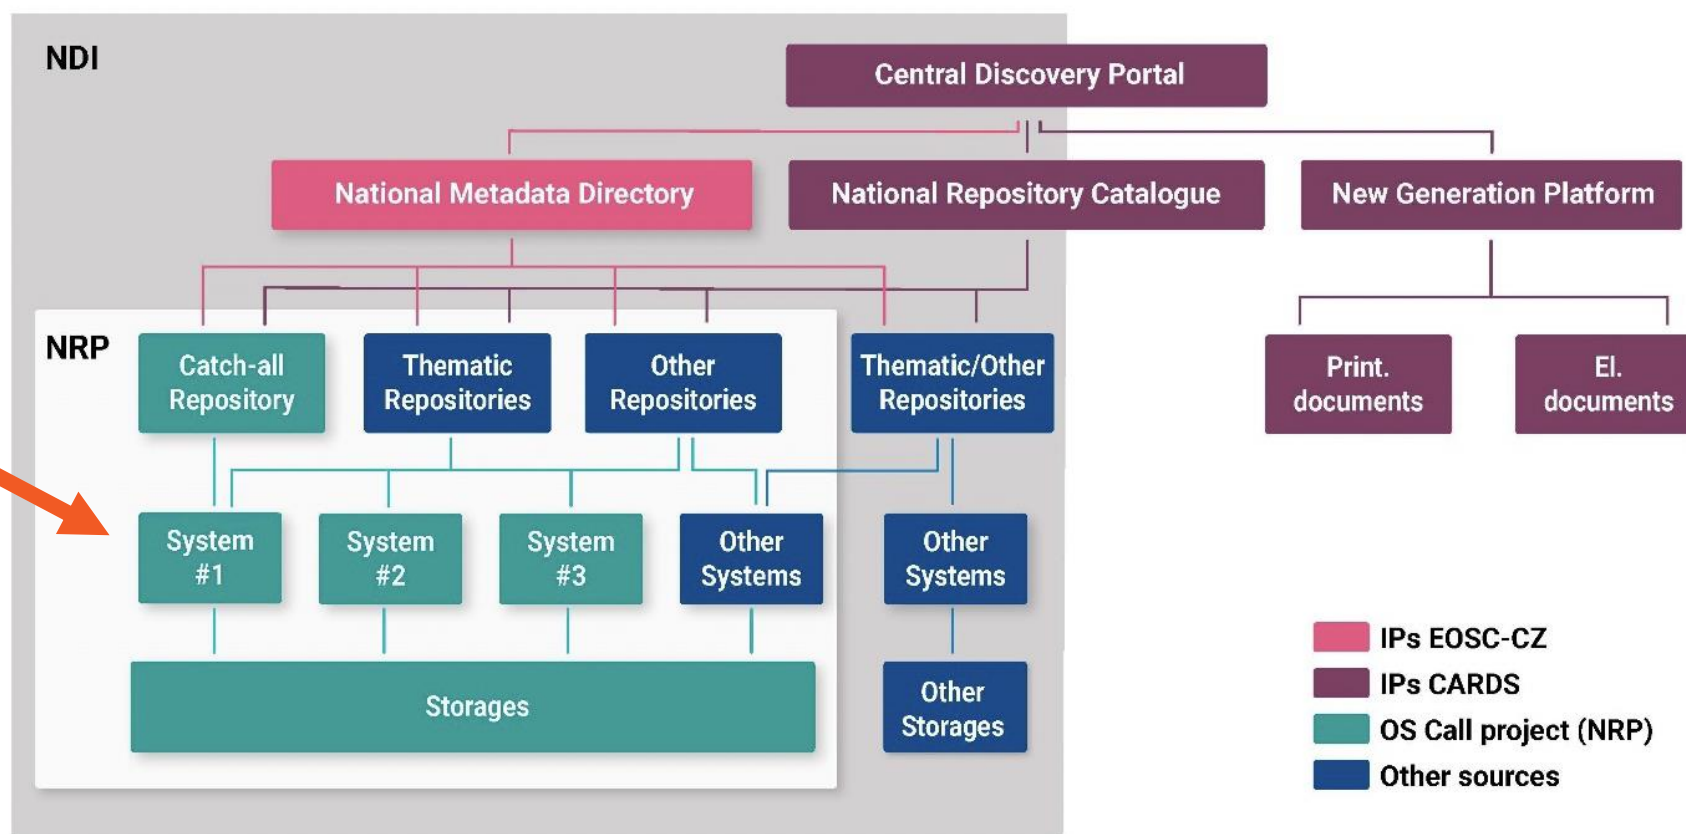 NDI
Central Discovery Portal
National Metadata Directory
National Repository Catalogue
New Generation Platform
NRP
Catch-all
Repository
Thematic
Repositories
Other
Repositories
Thematic/Other
Repositories
Print.
documents
El.
documents
System
#1
System
#2
System
#3
Other
Systems
Other
Systems
Storages
Other
Storages
IPs EOSC-CZ
IPs CARDS
OS Call project (NRP)
Other sources